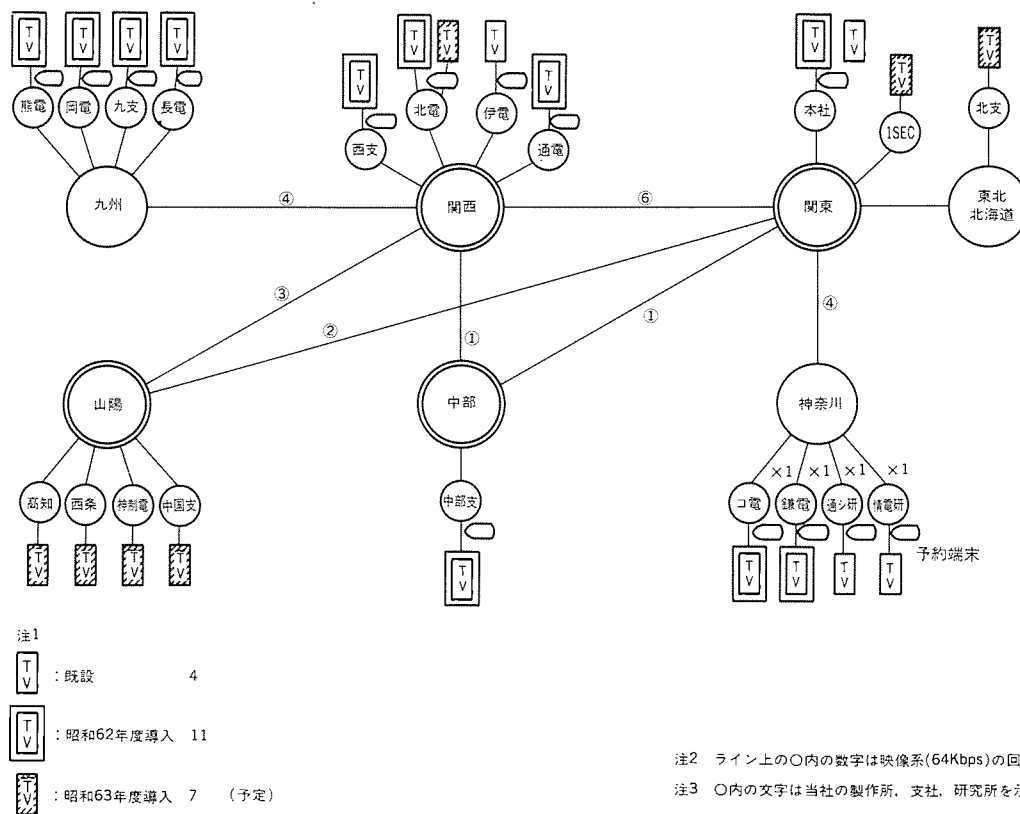 TV TV TV TV
熊電 岡電 九支 長電
九州
TV TV TV TV TV
西支 北電 伊電 通電
関西
TV TV TV
本社 1SEC
関東
TV
北支
東北
北海道
④ ⑥
③ ② ① ① ④
山陽
高知 西条 神制電 中国支
TV TV TV TV
中部
中部支
TV
神奈川
×1 ×1 ×1 ×1
コ電 鎌電 通シ研 情電研
TV TV TV TV
予約端末
注1
TV :既設 4
TV :昭和62年度導入 11
TV :昭和63年度導入 7 (予定)
注2 ライン上の○内の数字は映像系(64Kbps)の回
注3 ○内の文字は当社の製作所, 支社, 研究所を